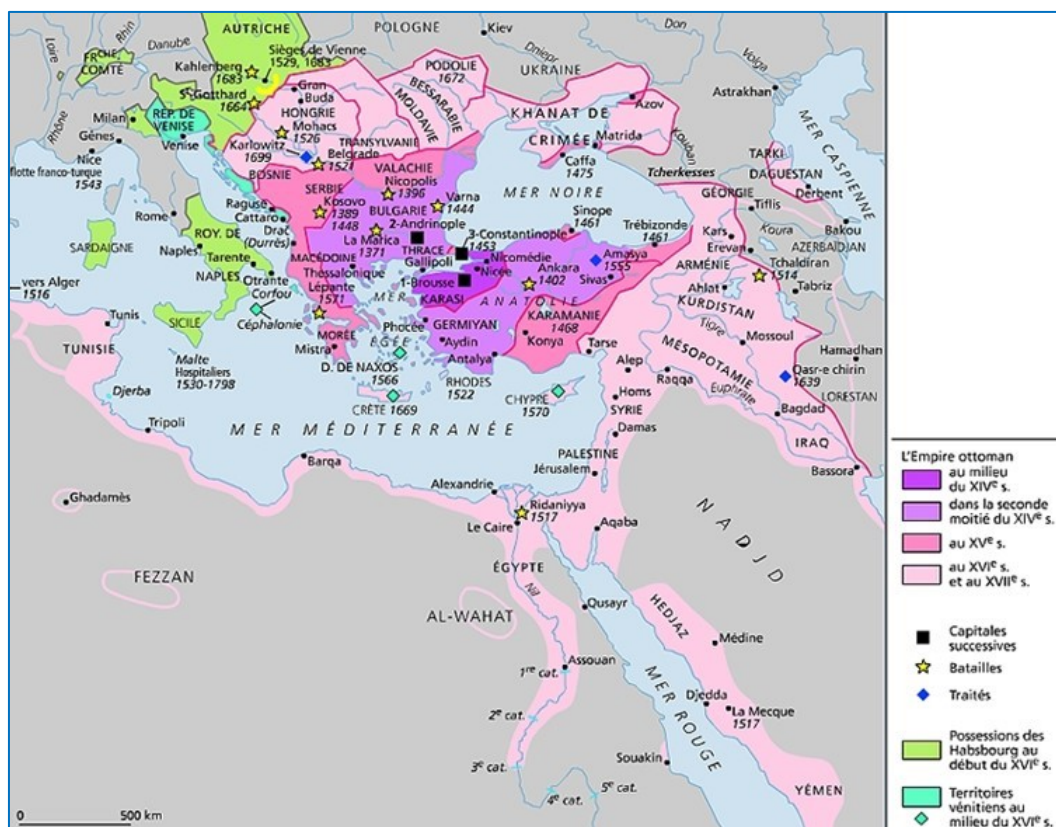 AUTRICHE
POLOGNE
Kiev
Don
Volga
Loire
Rhin
Danube
Dniepr
UKRAINE
Astrakhan
FRCHE
COMTÉ
Kahlenberg
1683
Sièges de Vienne
1529, 1683
PODOLIE
1672
St Gotthard
1664
Gran
Buda
HONGRIE
Mohacs
1526
MOLDAVIE
BESSARABIE
KHANAT DE
CRIMÉE
Azov
Matrida
Kouban
Rhône
Milan
RÉP. DE
VENISE
Venise
Gênes
Nice
flotte franco-turque
1543
Karlowitz
1699
TRANSYLVANIE
Belgrade
1521
Caffa
1475
Tcherkesses
TARKI
DAGUESTAN
Derbent
MER CASPIENNE
BOSNIE
SERBIE
VALACHIE
Nicopolis
1396
MER NOIRE
GÉORGIE
Tiflis
Koura
Bakou
AZERBAÏDJAN
Rome
Raguse
Cattaro
Kosovo
1389
1448
BULGARIE
Varna
1444
2-Andrinople
Sinope
1461
Trébizonde
1461
Kars
Erevan
SARDAIGNE
ROY. DE
NAPLES
Naples
Tarente
Drac
(Durrës)
La Marica
1371
THRACE
3-Constantinople
1453
Nicomédie
Nicée
Gallipoli
Amasya
1555
Sivas
ARMÉNIE
Tchaldiran
1514
Tabriz
MACÉDOINE
Thessalonique
Ankara
1402
Ahlat
KURDISTAN
vers Alger
1516
Otrante
Corfou
Céphalonie
Lépante
1571
1-Brousse
KARASI
ANATOLIE
MER
ÉGÉE
Phocée
GERMIYAN
Aydin
Antalya
KARAMANIE
1468
Konya
Tarse
Tigre
Mossoul
Hamadhan
Tunis
TUNISIE
SICILE
MORÉE
Mistra
D. DE NAXOS
1566
RHODES
1522
Alep
Raqqa
MÉSOPOTAMIE
Qasr-e chirin
1639
LORESTAN
Malte
Hospitaliers
1530-1798
CRÈTE 1669
CHYPRE
1570
Homs
SYRIE
Damas
Euphrate
Bagdad
Djerba
Tripoli
MER MÉDITERRANÉE
PALESTINE
Jérusalem
IRAQ
Bassora
Barqa
Alexandrie
Ghadamès
Ridaniyya
1517
Le Caire
Aqaba
NADJD
FEZZAN
ÉGYPTE
Nil
AL-WAHAT
Qusayr
HEDJAZ
Médine
Assouan
1re cat.
MER ROUGE
Djedda
La Mecque
1517
2e cat.
3e cat.
4e cat.
5e cat.
Souakin
YÉMEN
0
500 km
L'Empire ottoman
au milieu
du XIVe s.
dans la seconde
moitié du XIVe s.
au XVe s.
au XVIe s.
et au XVIIe s.
Capitales
successives
Batailles
Traités
Possessions des
Habsbourg au
début du XVIe s.
Territoires
vénitiens au
milieu du XVIe s.